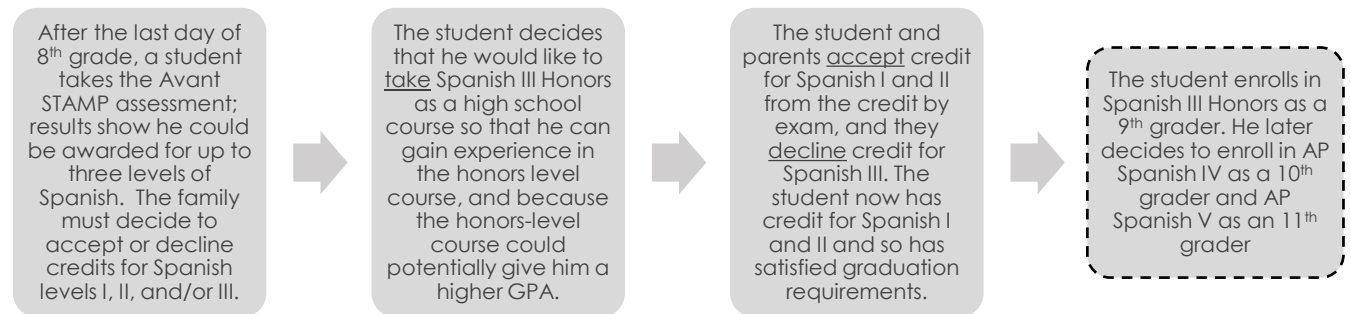 After the last day of
8th grade, a student
takes the Avant
STAMP assessment;
results show he could
be awarded for up to
three levels of
Spanish. The family
must decide to
accept or decline
credits for Spanish
levels I, II, and/or III.
The student decides
that he would like to
take Spanish III Honors
as a high school
course so that he can
gain experience in
the honors level
course, and because
the honors-level
course could
potentially give him a
higher GPA.
The student and
parents accept credit
for Spanish I and II
from the credit by
exam, and they
decline credit for
Spanish III. The
student now has
credit for Spanish I
and II and so has
satisfied graduation
requirements.
The student enrolls in
Spanish III Honors as a
9th grader. He later
decides to enroll in AP
Spanish IV as a 10th
grader and AP
Spanish V as an 11th
grader